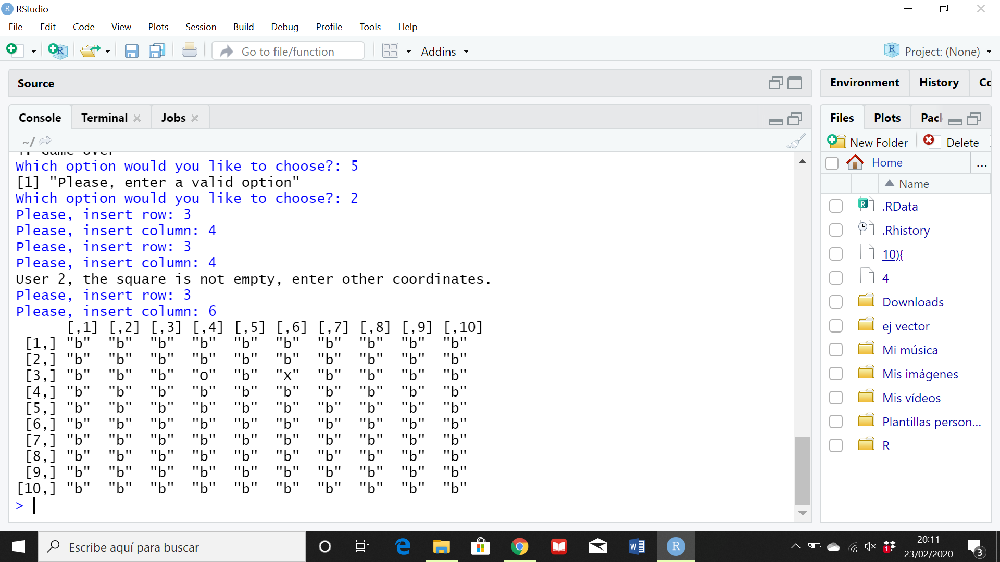 RStudio
File Edit Code View Plots Session Build Debug Profile Tools Help
Go to file/function Addins Project: (None)
Source
Environment History
Console Terminal Jobs
Files Plots
~/
New Folder Delete
Home ...
Name
.RData
.Rhistory
10){
4
Downloads
ej vector
Mi música
Mis imágenes
Mis vídeos
Plantillas person...
R
4. Game over
Which option would you like to choose?: 5
[1] "Please, enter a valid option"
Which option would you like to choose?: 2
Please, insert row: 3
Please, insert column: 4
Please, insert row: 3
Please, insert column: 4
User 2, the square is not empty, enter other coordinates.
Please, insert row: 3
Please, insert column: 6
[,1] [,2] [,3] [,4] [,5] [,6] [,7] [,8] [,9] [,10]
[1,] "b" "b" "b" "b" "b" "b" "b" "b" "b" "b"
[2,] "b" "b" "b" "b" "b" "b" "b" "b" "b" "b"
[3,] "b" "b" "b" "O" "b" "X" "b" "b" "b" "b"
[4,] "b" "b" "b" "b" "b" "b" "b" "b" "b" "b"
[5,] "b" "b" "b" "b" "b" "b" "b" "b" "b" "b"
[6,] "b" "b" "b" "b" "b" "b" "b" "b" "b" "b"
[7,] "b" "b" "b" "b" "b" "b" "b" "b" "b" "b"
[8,] "b" "b" "b" "b" "b" "b" "b" "b" "b" "b"
[9,] "b" "b" "b" "b" "b" "b" "b" "b" "b" "b"
[10,] "b" "b" "b" "b" "b" "b" "b" "b" "b" "b"
>
Escribe aquí para buscar
20:11
23/02/2020
3